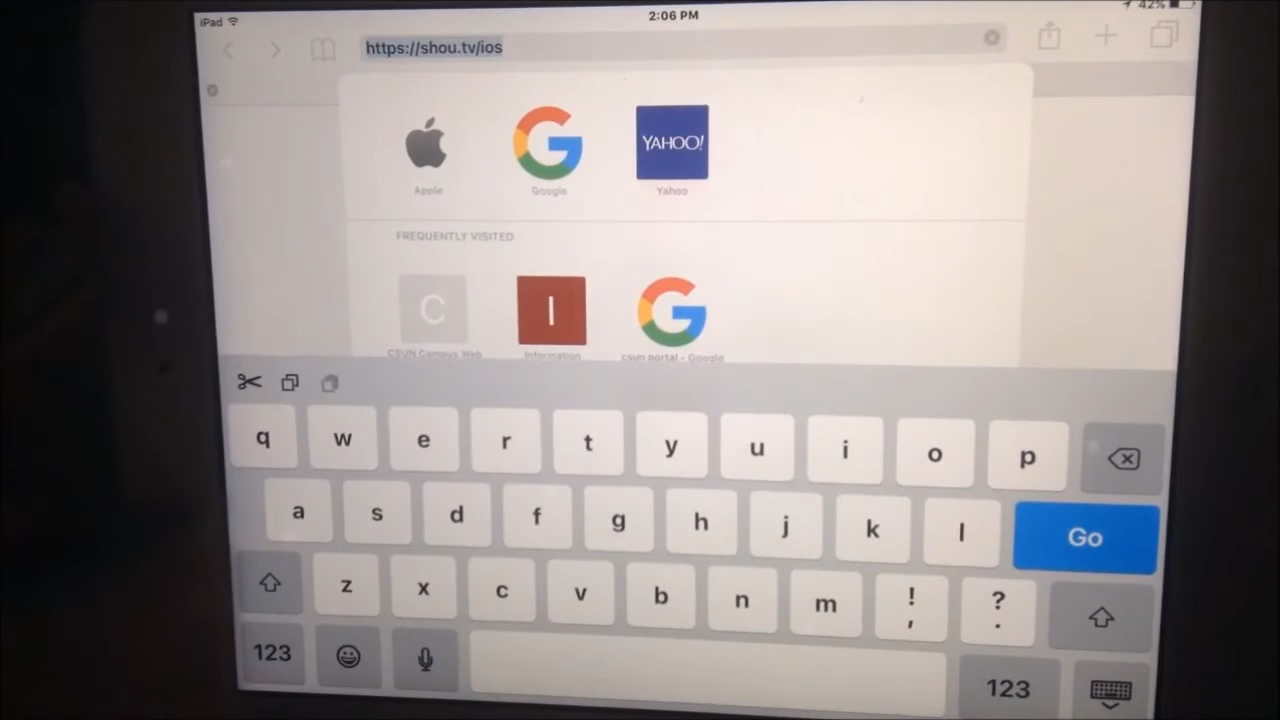 iPad
2:06 PM
42%
https://shou.tv/ios
YAHOO!
Apple
Google
Yahoo
FREQUENTLY VISITED
C
I
CSUN Campus Web
Information
csun portal - Google
q w e r t y u i o p
a s d f g h j k l Go
z x c v b n m ! , ? .
123
123